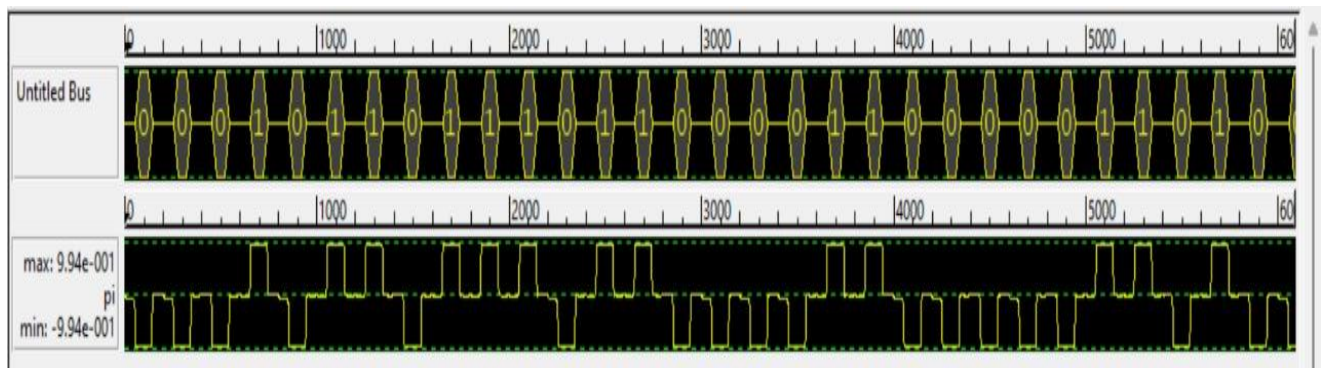 0 1000 2000 3000 4000 5000 60
Untitled Bus
0 0 0 1 0 1 1 0 1 1 1 0 1 1 0 0 0 0 1 1 0 0 0 0 0 1 1 0 1 0
0 1000 2000 3000 4000 5000 60
max: 9.94e-001
pi
min: -9.94e-001